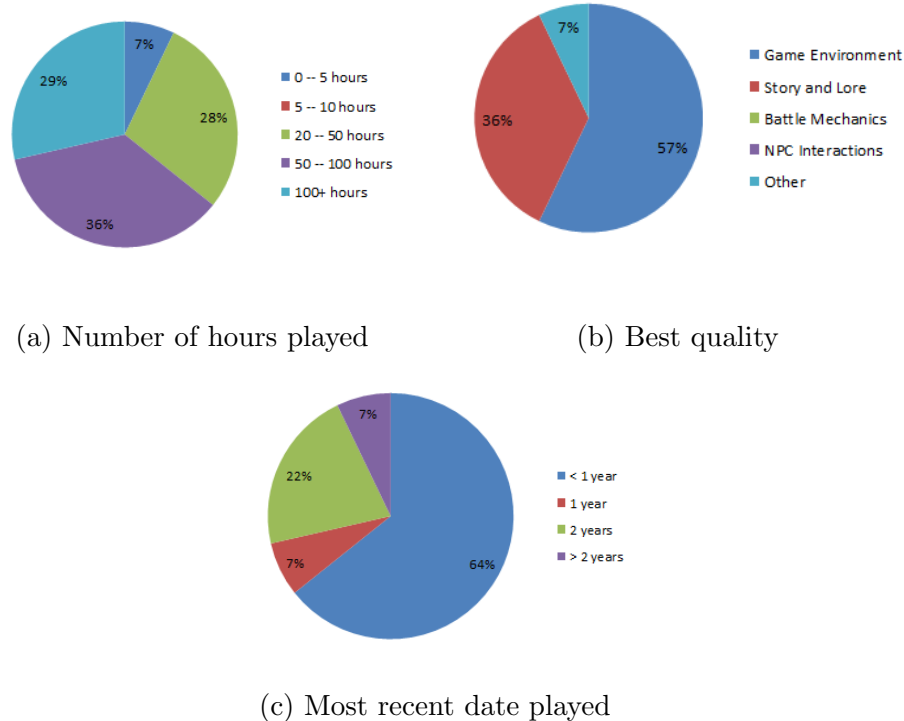 7%
28%
36%
29%
0 -- 5 hours
5 -- 10 hours
20 -- 50 hours
50 -- 100 hours
100+ hours
(a) Number of hours played
7%
36%
57%
Game Environment
Story and Lore
Battle Mechanics
NPC Interactions
Other
(b) Best quality
7%
22%
7%
64%
< 1 year
1 year
2 years
> 2 years
(c) Most recent date played